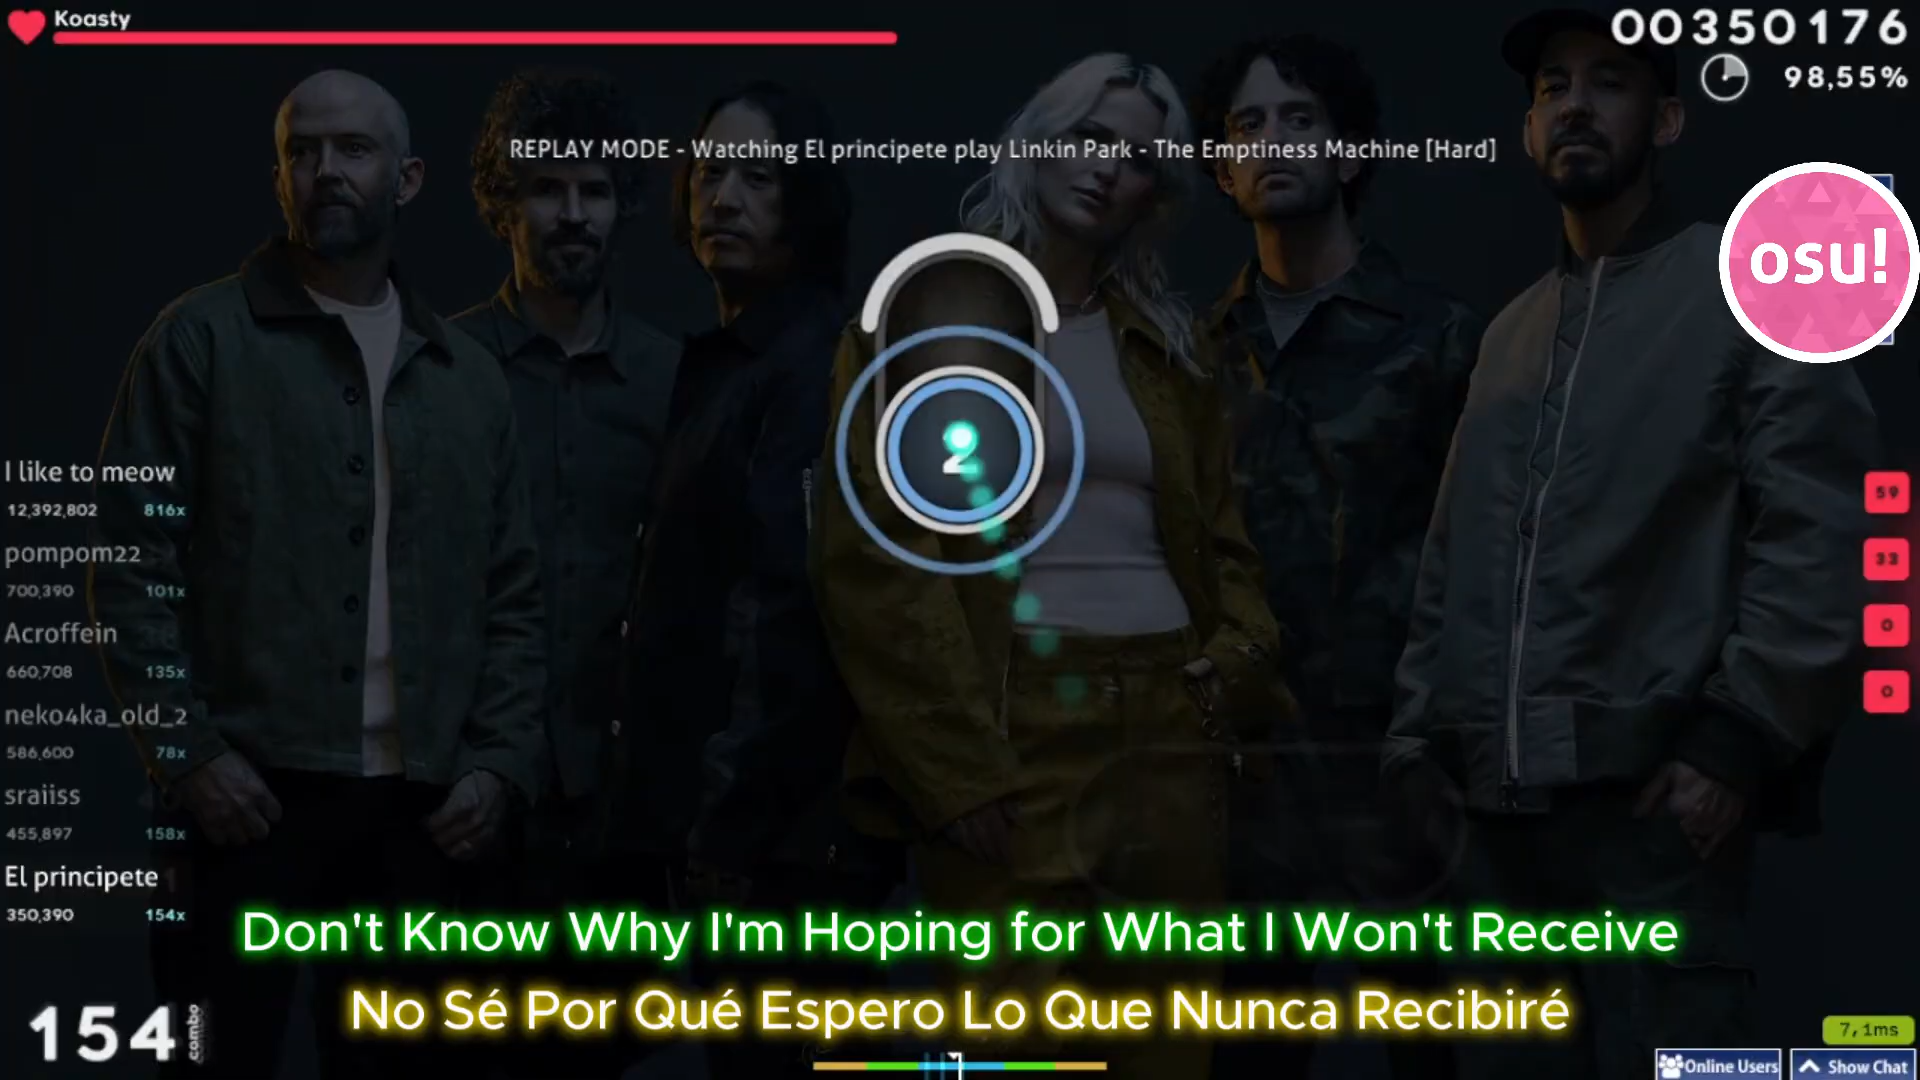 Koasty
00350176
98,55%
REPLAY MODE - Watching El principete play Linkin Park - The Emptiness Machine [Hard]
osu!
2
I like to meow
12,392,802 816x
pompom22
700,390 101x
Acroffein
660,708 135x
neko4ka_old_2
586,600 78x
sraiiss
455,897 158x
El principete
350,390 154x
59
33
0
0
Don't Know Why I'm Hoping for What I Won't Receive
No Sé Por Qué Espero Lo Que Nunca Recibiré
154 combo
7,1ms
Online Users
Show Chat